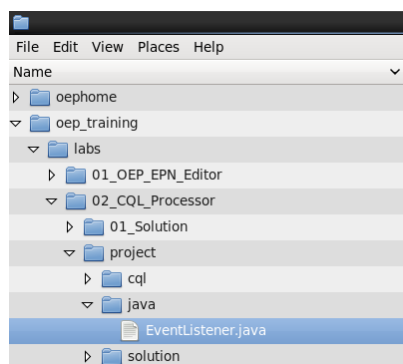 File Edit View Places Help
Name
oephome
oep_training
labs
01_OEP_EPN_Editor
02_CQL_Processor
01_Solution
project
cql
java
EventListener.java
solution